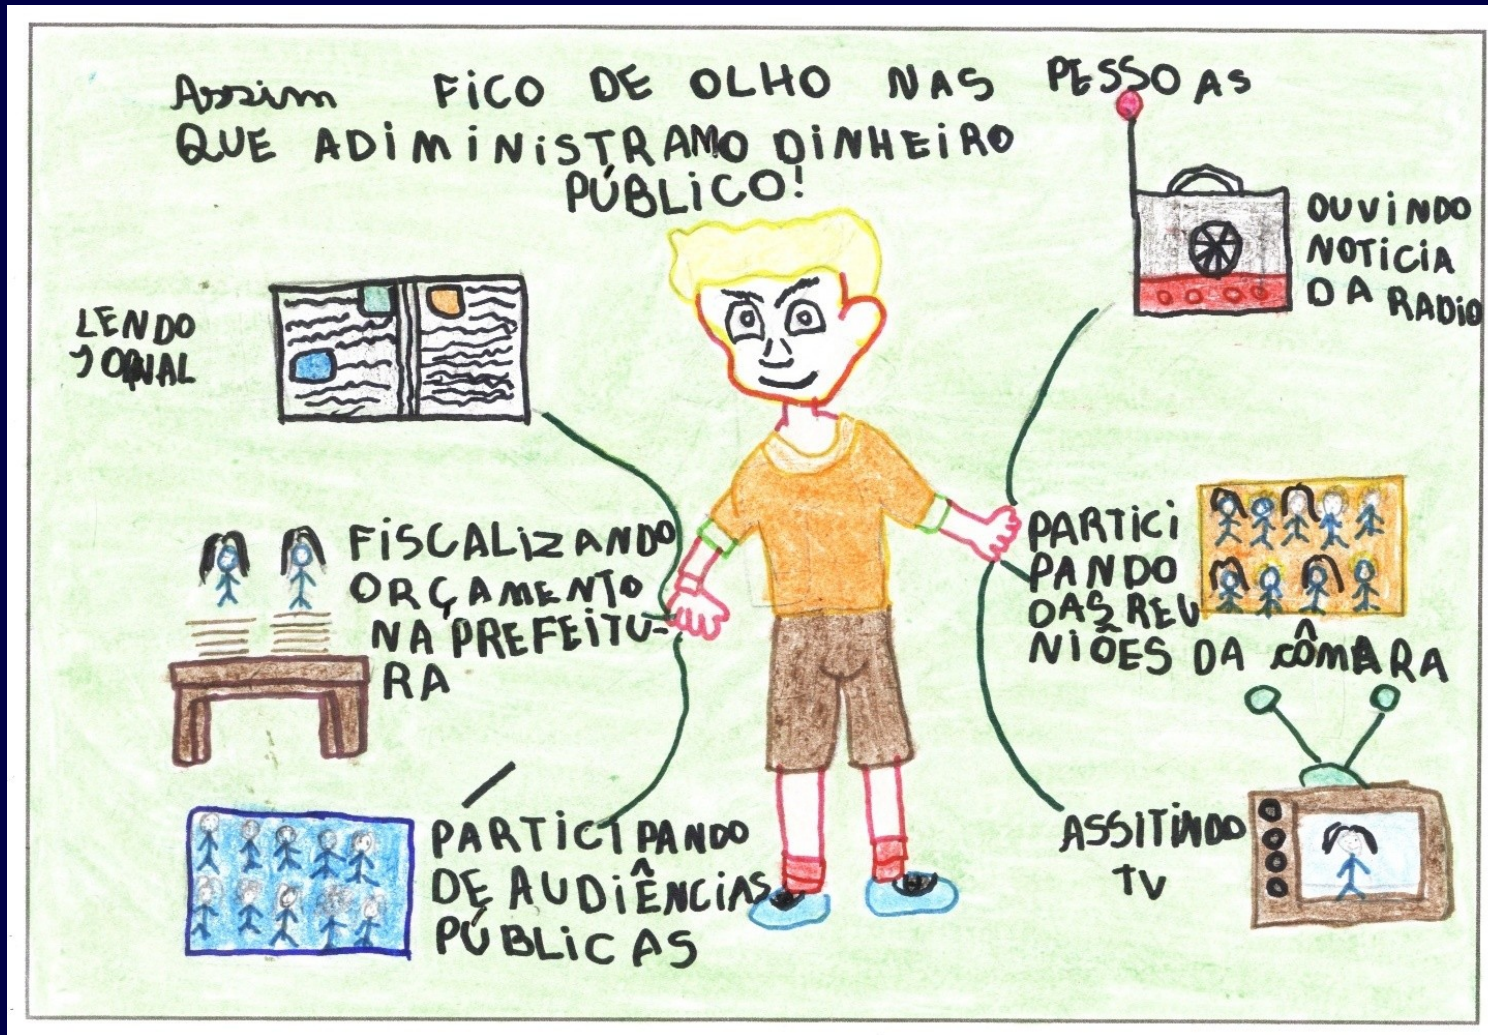 Assim FICO DE OLHO NAS PESSOAS
QUE ADIMINISTRAMO DINHEIRO
PÚBLICO!
LENDO
JORNAL
OUVINDO
NOTICIA
DA RADIO
FISCALIZANDO
ORÇAMENTO
NA PREFEITU-
RA
PARTICI
PANDO
DAS REU
NIÕES DA CÂMARA
PARTICIPANDO
DE AUDIÊNCIAS
PÚBLICAS
ASSITINDO
TV